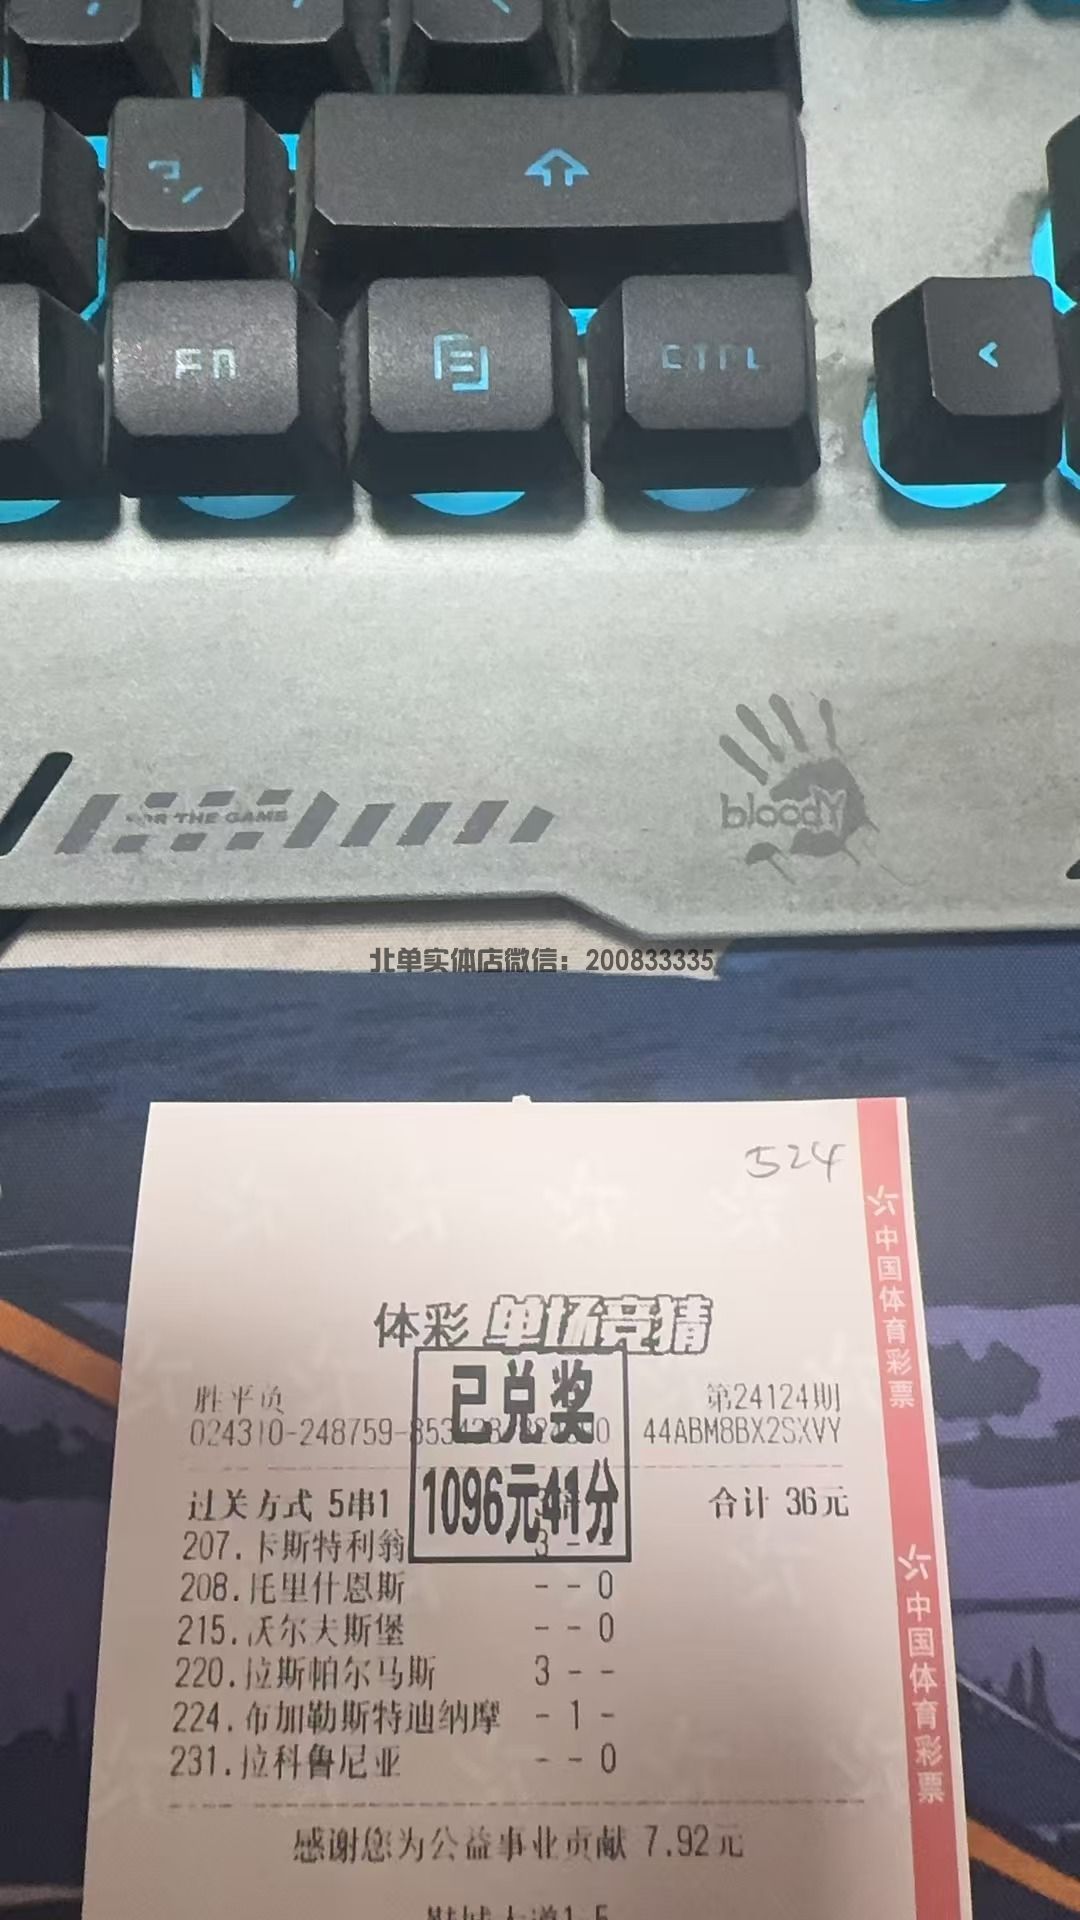 FN
CTRL
<
FOR THE GAME
bloody
北单实体店微信：200833335
524
体彩 单场竞猜
已兑奖
胜平负 第24124期
024310-248759- 44ABM8BX2SXVY
1096元41分
过关方式 5串1 合计 36元
207.卡斯特利翁 3 - -
208.托里什恩斯 - - 0
215.沃尔夫斯堡 - - 0
220.拉斯帕尔马斯 3 - -
224.布加勒斯特迪纳摩 - 1 -
231.拉科鲁尼亚 - - 0
感谢您为公益事业贡献 7.92元
中国体育彩票
中国体育彩票